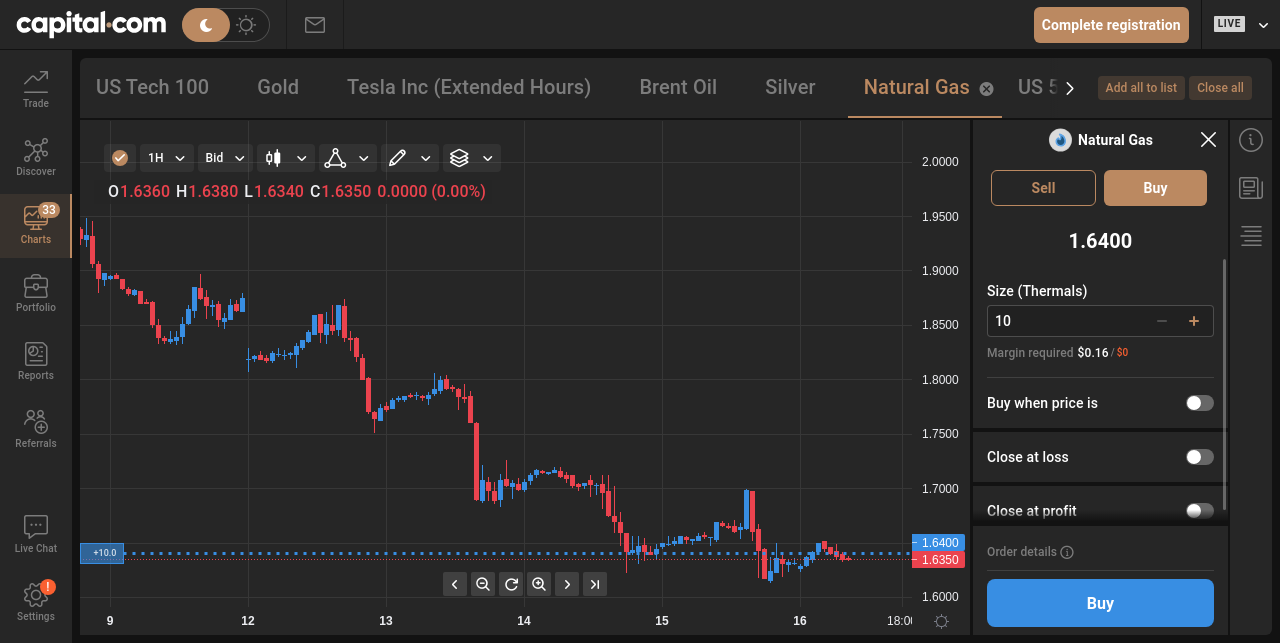 capital.com
Complete registration
LIVE
Trade
Discover
33
Charts
Portfolio
Reports
Referrals
Live Chat
!
Settings
US Tech 100
Gold
Tesla Inc (Extended Hours)
Brent Oil
Silver
Natural Gas
US 5
Add all to list
Close all
1H
Bid
O1.6360 H1.6380 L1.6340 C1.6350 0.0000 (0.00%)
2.0000
1.9500
1.9000
1.8500
1.8000
1.7500
1.7000
1.6400
1.6350
1.6000
+10.0
9
12
13
14
15
16
18:00
Natural Gas
Sell
Buy
1.6400
Size (Thermals)
10
Margin required $0.16 / $0
Buy when price is
Close at loss
Close at profit
Order details
Buy